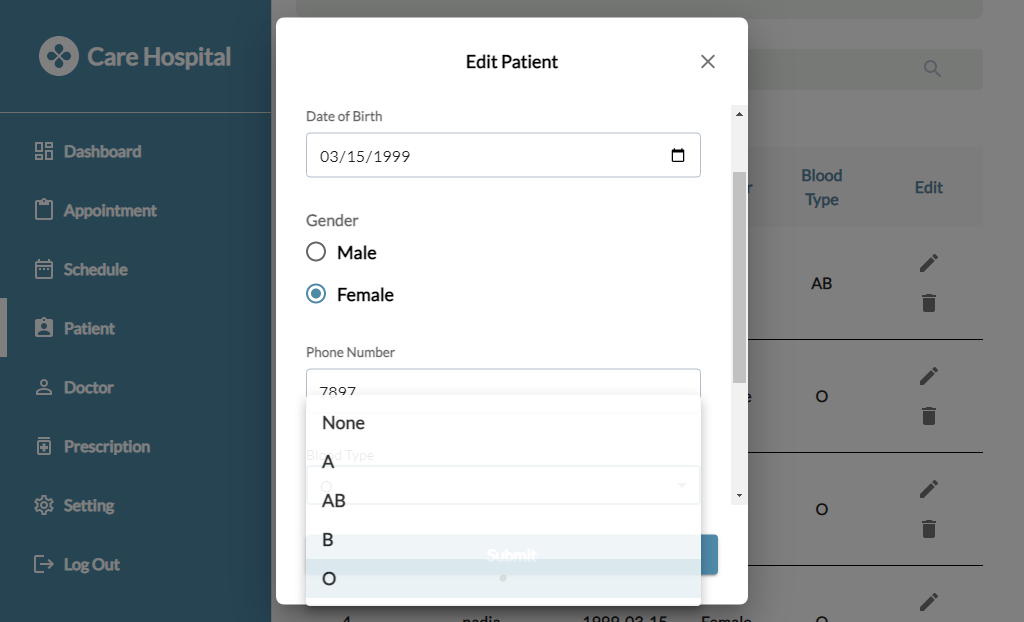 Care Hospital
Dashboard
Appointment
Schedule
Patient
Doctor
Prescription
Setting
Log Out
Edit Patient
Date of Birth
03/15/1999
Gender
Male
Female
Phone Number
7897
Blood Type
O
None
A
AB
B
O
Submit
Blood
Type
Edit
AB
O
O
4 nadia 1999-03-15 Female O